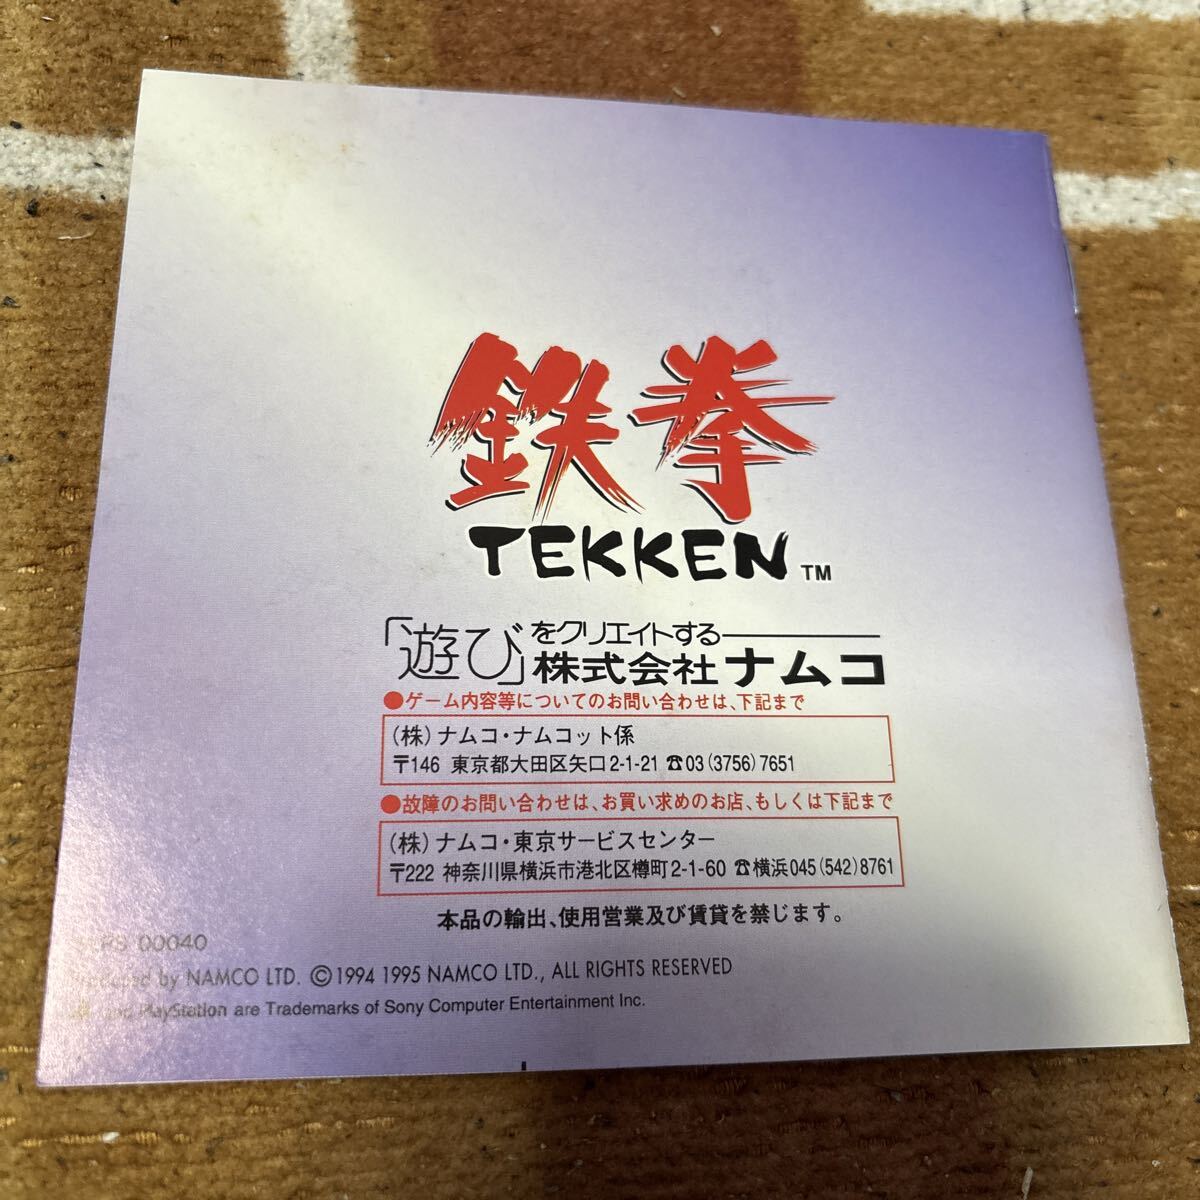 鉄拳
TEKKEN TM
「遊び」をクリエイトする
株式会社ナムコ
●ゲーム内容等についてのお問い合わせは、下記まで
(株)ナムコ・ナムコット係
〒146 東京都大田区矢口2-1-21 ☎03(3756)7651
●故障のお問い合わせは、お買い求めのお店、もしくは下記まで
(株)ナムコ・東京サービスセンター
〒222 神奈川県横浜市港北区樽町2-1-60 ☎横浜045(542)8761
本品の輸出、使用営業及び賃貸を禁じます。
SLPS 00040
Produced by NAMCO LTD. ©1994 1995 NAMCO LTD., ALL RIGHTS RESERVED
and PlayStation are Trademarks of Sony Computer Entertainment Inc.